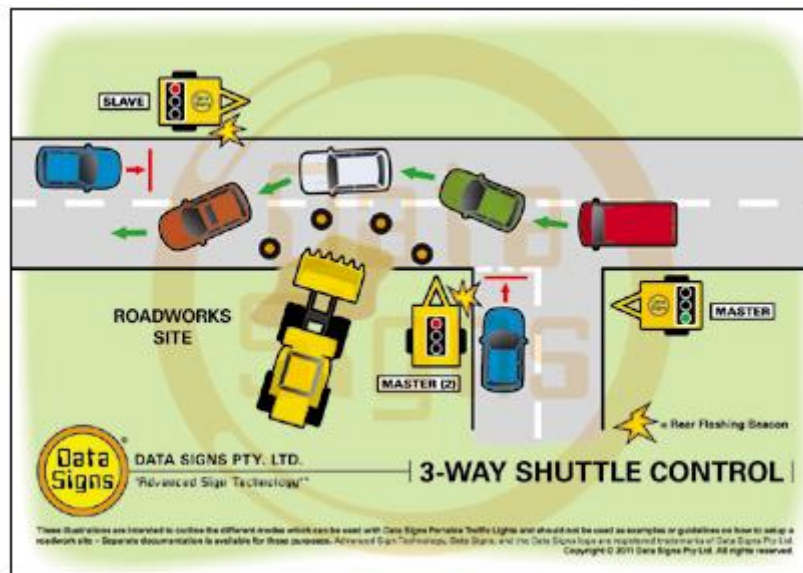 SLAVE
ROADWORKS
SITE
MASTER
MASTER (2)
= Rear Flashing Beacon
Data
Signs
®
DATA SIGNS PTY. LTD.
"Advanced Sign Technology"
3-WAY SHUTTLE CONTROL
These illustrations are intended to outline the different modes which can be used with Data Signs Portable Traffic Lights and should not be used as examples or guidelines on how to setup a
roadwork site - Separate documentation is available for these purposes. Advanced Sign Technology, Data Signs, and the Data Signs logo are registered trademarks of Data Signs Pty Ltd.
Copyright © 2011 Data Signs Pty Ltd. All rights reserved.
Data
Signs